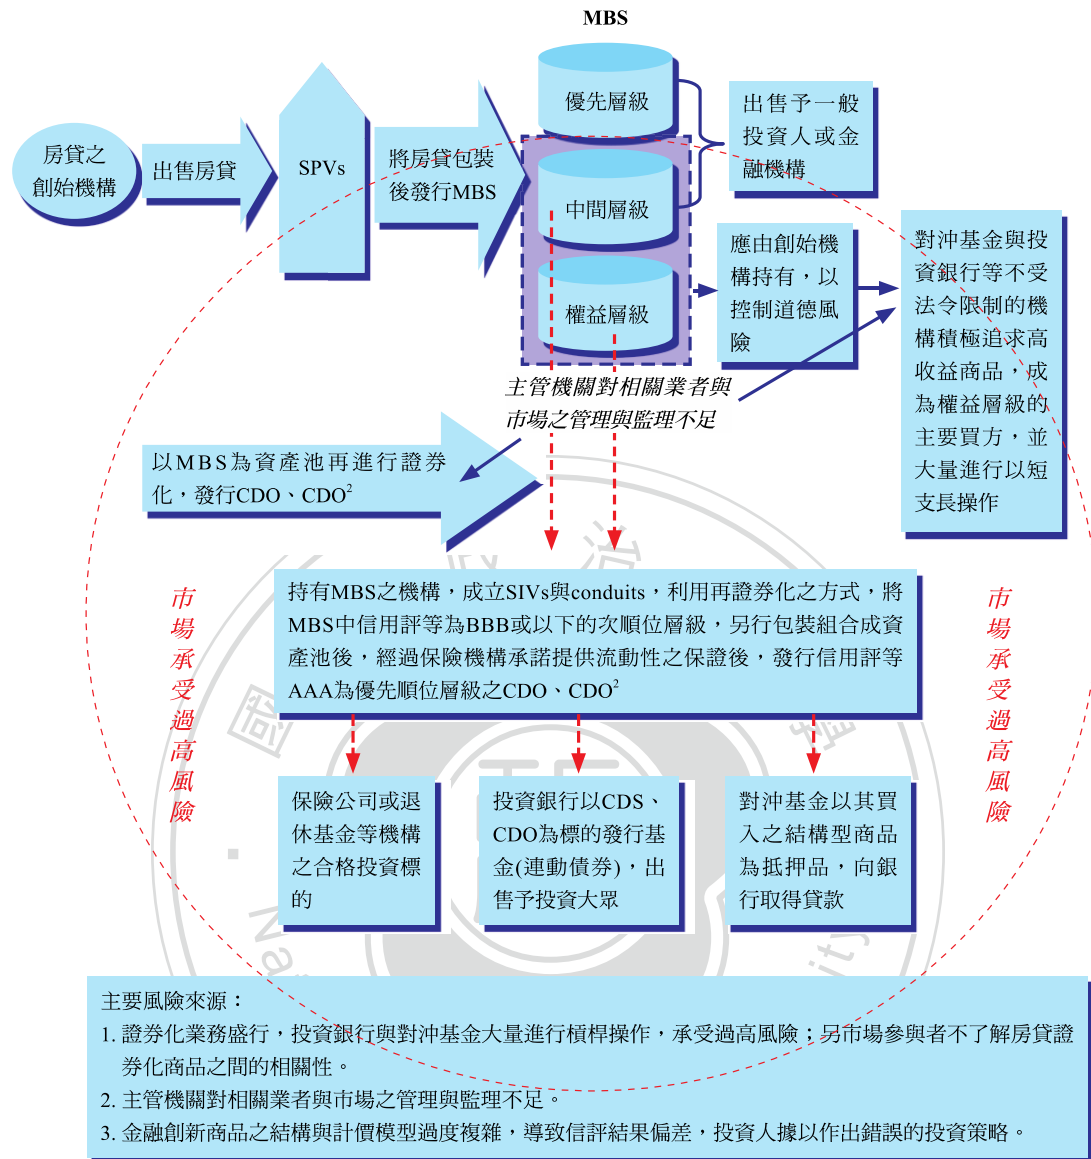 MBS
優先層級
中間層級
權益層級
房貸之
創始機構
出售房貸
SPVs
將房貸包裝
後發行MBS
出售予一般
投資人或金
融機構
應由創始機
構持有，以
控制道德風
險
對沖基金與投
資銀行等不受
法令限制的機
構積極追求高
收益商品，成
為權益層級的
主要買方，並
大量進行以短
支長操作
主管機關對相關業者與
市場之管理與監理不足
以MBS為資產池再進行證券
化，發行CDO、CDO²
市場承受過高風險
持有MBS之機構，成立SIVs與conduits，利用再證券化之方式，將
MBS中信用評等為BBB或以下的次順位層級，另行包裝組合成資
產池後，經過保險機構承諾提供流動性之保證後，發行信用評等
AAA為優先順位層級之CDO、CDO²
市場承受過高風險
保險公司或退
休基金等機構
之合格投資標
的
投資銀行以CDS、
CDO為標的發行基
金(連動債券)，出
售予投資大眾
對沖基金以其買
入之結構型商品
為抵押品，向銀
行取得貸款
主要風險來源：
1. 證券化業務盛行，投資銀行與對沖基金大量進行槓桿操作，承受過高風險；另市場參與者不了解房貸證
券化商品之間的相關性。
2. 主管機關對相關業者與市場之管理與監理不足。
3. 金融創新商品之結構與計價模型過度複雜，導致信評結果偏差，投資人據以作出錯誤的投資策略。